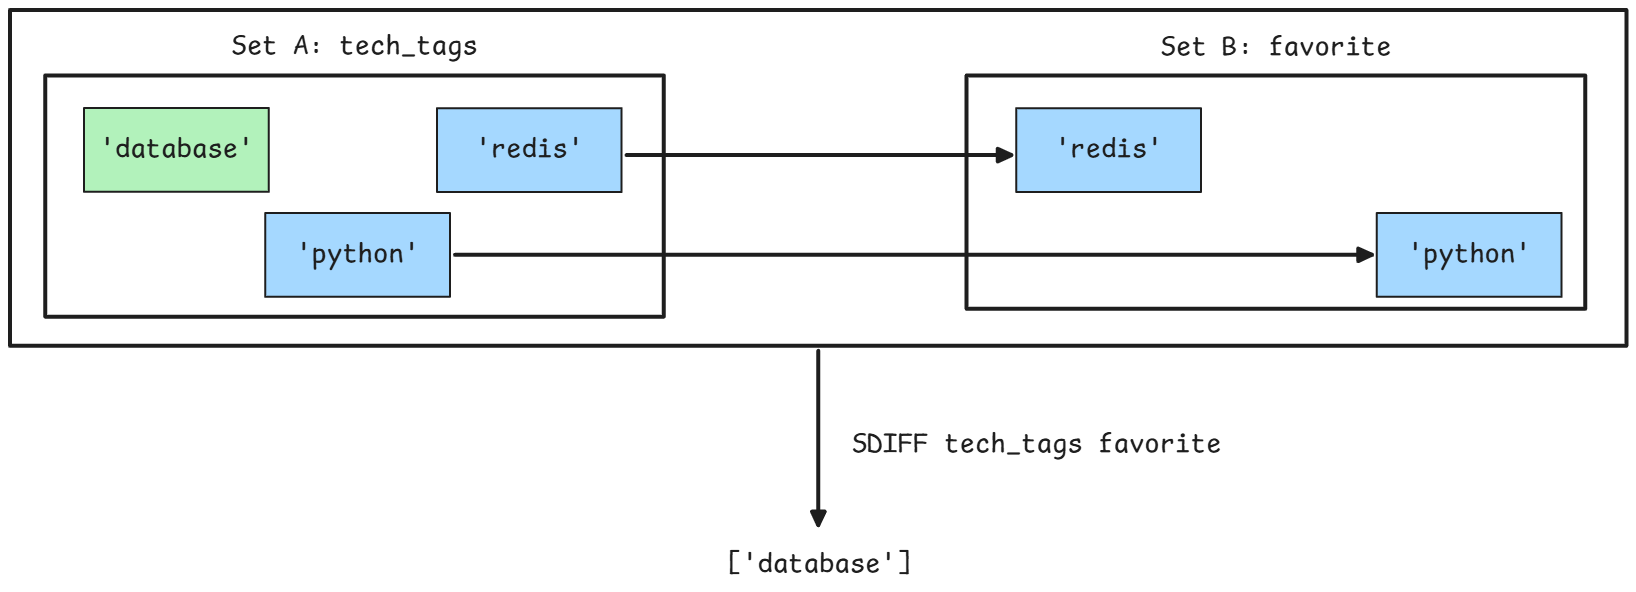 Set A: tech_tags
Set B: favorite
'database'
'redis'
'redis'
'python'
'python'
SDIFF tech_tags favorite
['database']